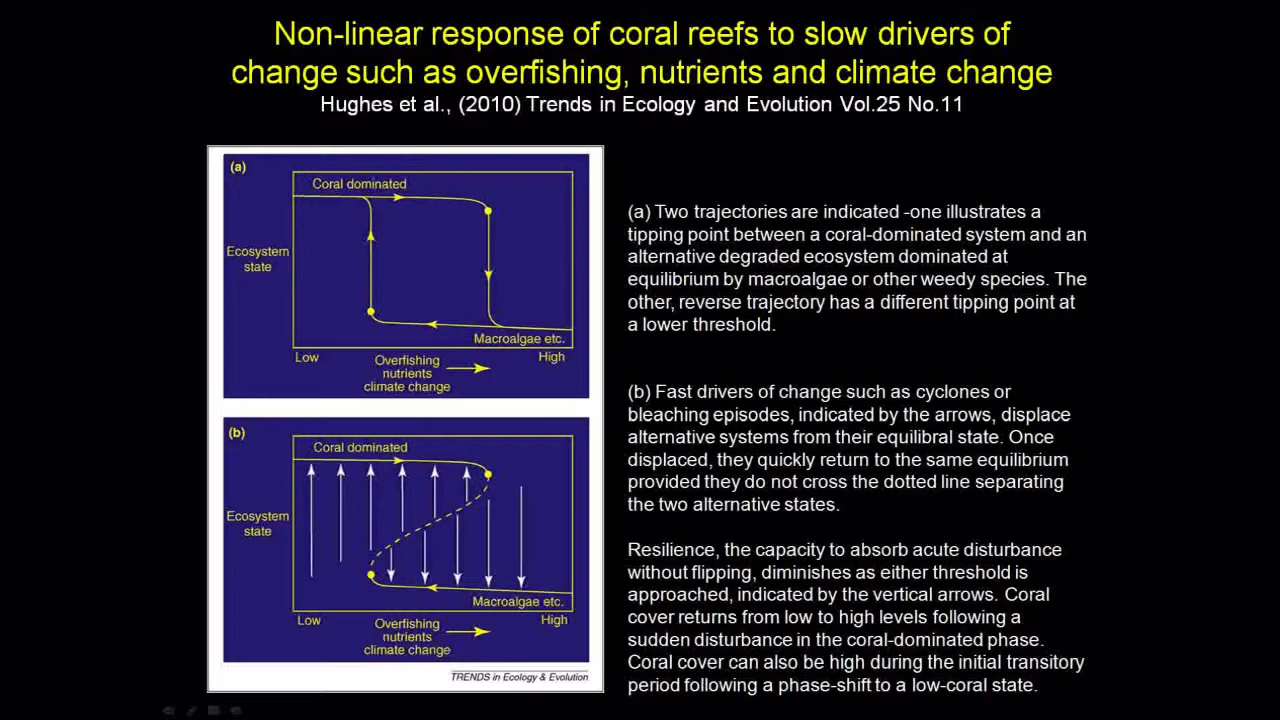 Non-linear response of coral reefs to slow drivers of
change such as overfishing, nutrients and climate change
Hughes et al., (2010) Trends in Ecology and Evolution Vol.25 No.11
(a)
Coral dominated
Ecosystem
state
Macroalgae etc.
Low
Overfishing
nutrients
climate change
High
(b)
Coral dominated
Ecosystem
state
Macroalgae etc.
Low
Overfishing
nutrients
climate change
High
TRENDS in Ecology & Evolution
(a) Two trajectories are indicated -one illustrates a
tipping point between a coral-dominated system and an
alternative degraded ecosystem dominated at
equilibrium by macroalgae or other weedy species. The
other, reverse trajectory has a different tipping point at
a lower threshold.
(b) Fast drivers of change such as cyclones or
bleaching episodes, indicated by the arrows, displace
alternative systems from their equilibral state. Once
displaced, they quickly return to the same equilibrium
provided they do not cross the dotted line separating
the two alternative states.
Resilience, the capacity to absorb acute disturbance
without flipping, diminishes as either threshold is
approached, indicated by the vertical arrows. Coral
cover returns from low to high levels following a
sudden disturbance in the coral-dominated phase.
Coral cover can also be high during the initial transitory
period following a phase-shift to a low-coral state.